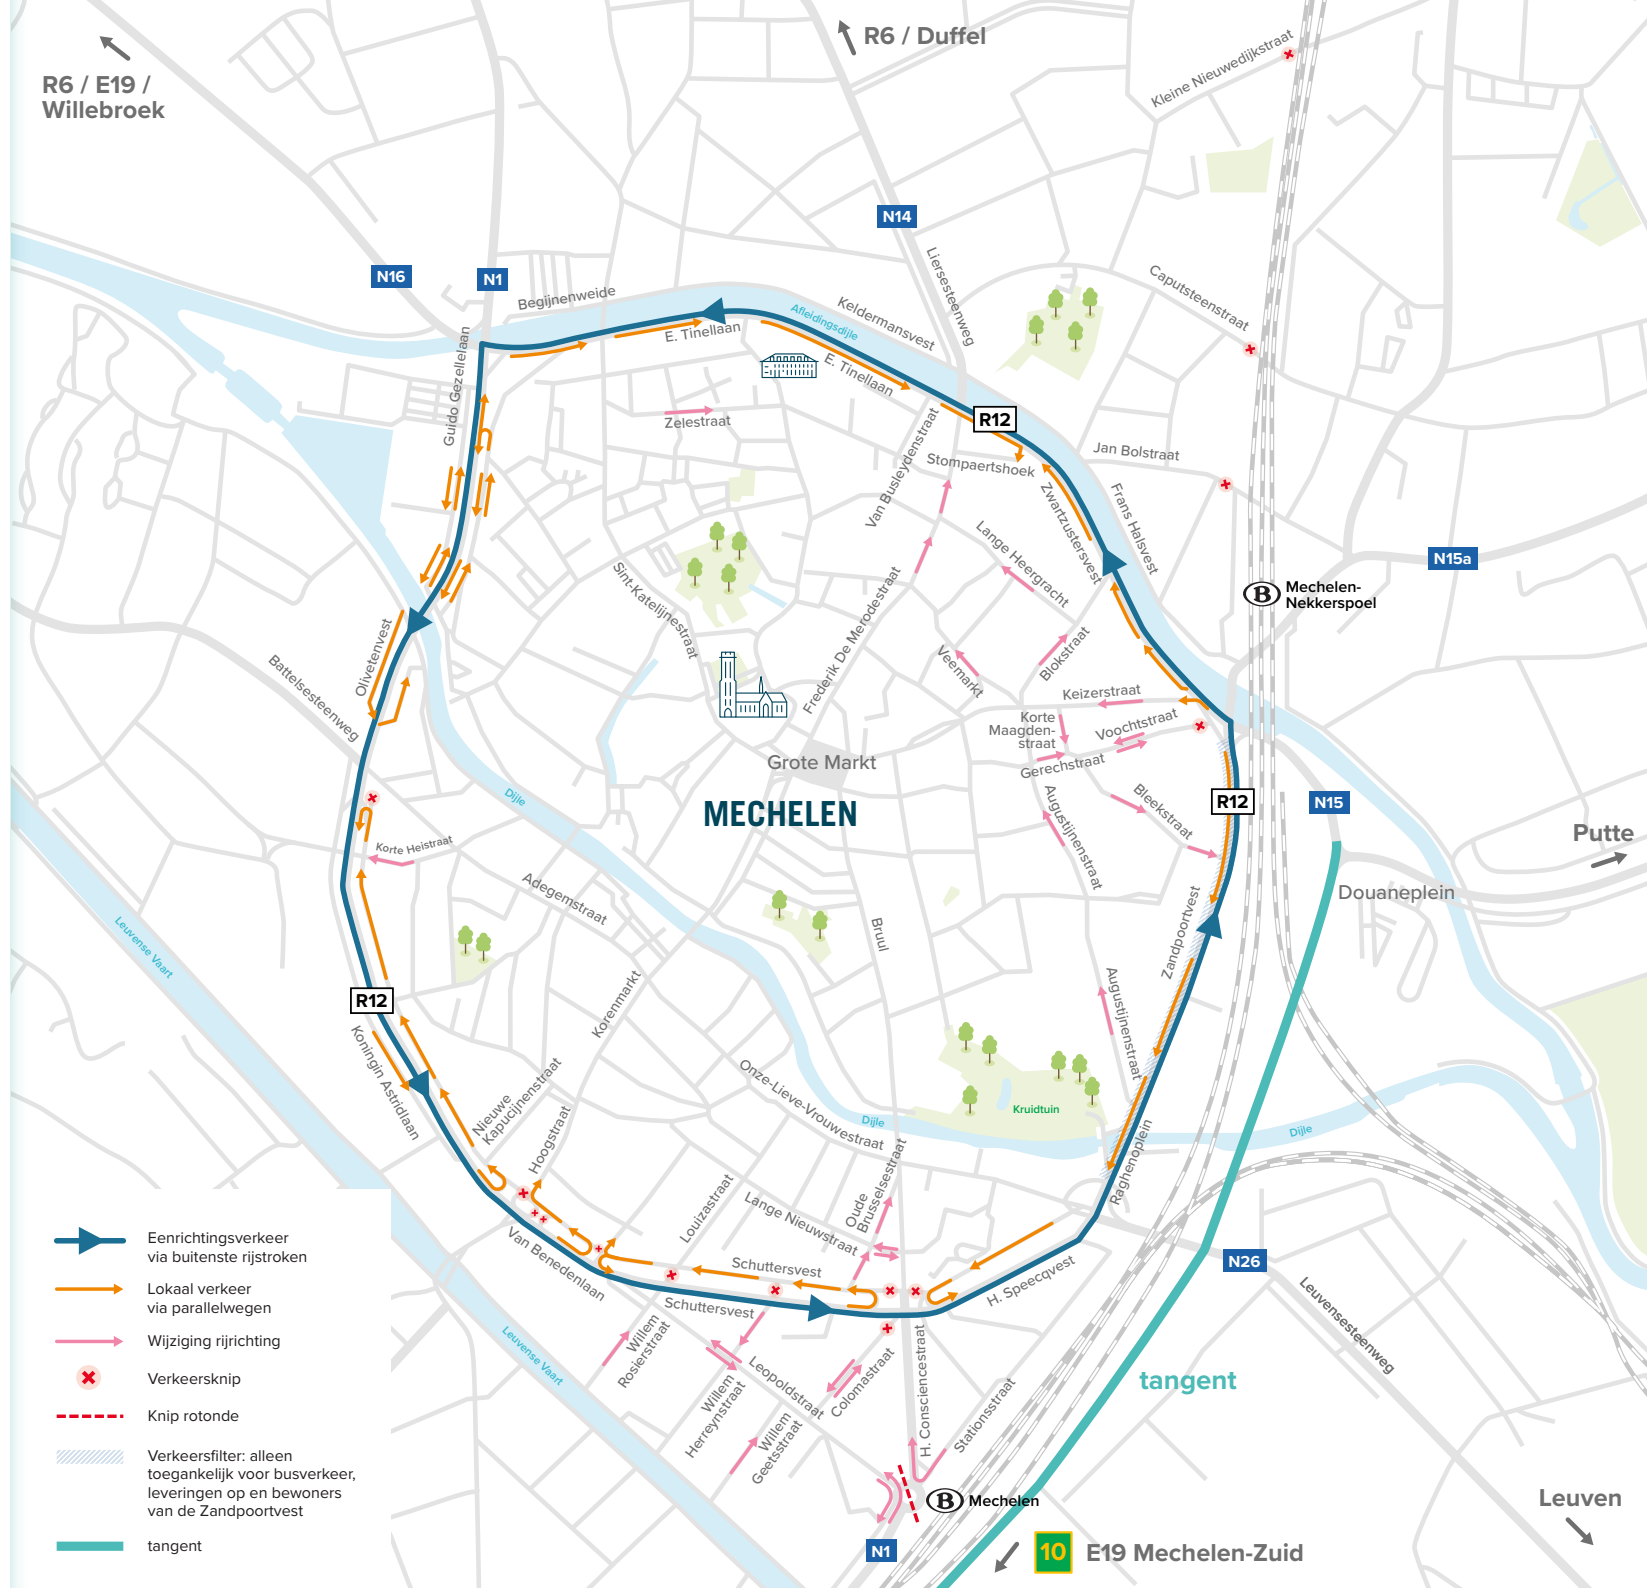 R6 / E19 /
Willebroek
R6 / Duffel
Kleine Nieuwedijkstraat
N14
N16
N1
Begijnenweide
Liersesteenweg
Caputsteenstraat
Keldermansvest
Afleidingsdijle
E. Tinellaan
E. Tinellaan
Guido Gezellelaan
Zelestraat
R12
Van Busleydenstraat
Stompaertshoek
Jan Bolstraat
Zwartzustersvest
Frans Halsvest
Lange Heergracht
N15a
B
Mechelen-
Nekkerspoel
Sint-Katelijnestraat
Frederik De Merodestraat
Veemarkt
Blokstraat
Olivetenvest
Battelsesteenweg
Keizerstraat
Korte
Maagden-
straat
Voochtstraat
Gerechstraat
Grote Markt
MECHELEN
Dijle
Bleekstraat
R12
N15
Putte
Augustijnenstraat
Korte Heistraat
Douaneplein
Adegemstraat
Bruul
Zandpoortvest
Leuvense Vaart
R12
Korenmarkt
Augustijnenstraat
Koningin Astridlaan
Nieuwe
Kapucijnenstraat
Onze-Lieve-Vrouwestraat
Kruidtuin
Dijle
Dijle
Hoogstraat
Raghenoplein
Louizastraat
Lange Nieuwstraat
Oude
Brusselsestraat
Van Benedenlaan
Schuttersvest
Schuttersvest
H. Speecqvest
N26
Leuvensesteenweg
Leuvense Vaart
Willem
Rosierstraat
Leopoldstraat
Willem
Herreynstraat
Colomastraat
Willem
Geetsstraat
H. Consciencestraat
Stationsstraat
tangent
B
Mechelen
N1
10
E19 Mechelen-Zuid
Leuven
Eenrichtingsverkeer
via buitenste rijstroken
Lokaal verkeer
via parallelwegen
Wijziging rijrichting
Verkeersknip
Knip rotonde
Verkeersfilter: alleen
toegankelijk voor busverkeer,
leveringen op en bewoners
van de Zandpoortvest
tangent